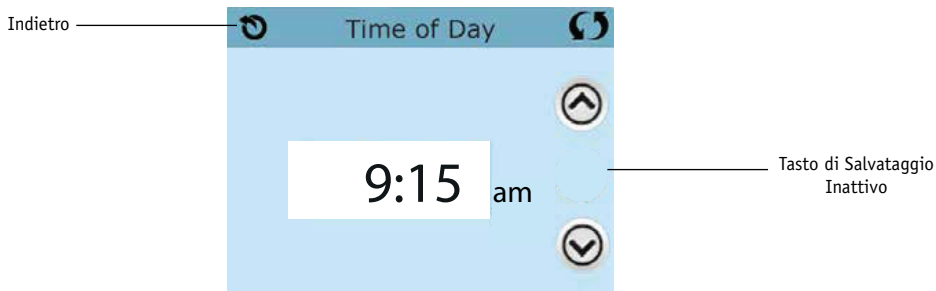 Indietro
Time of Day
9:15 am
Tasto di Salvataggio
Inattivo